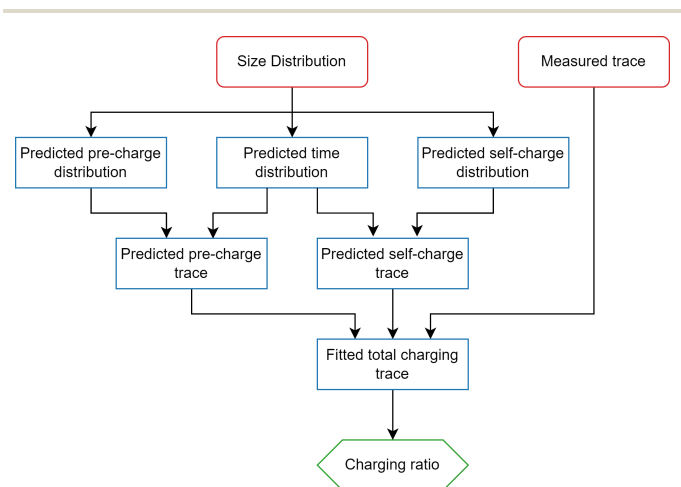 Size Distribution
Measured trace
Predicted pre-charge
distribution
Predicted time
distribution
Predicted self-charge
distribution
Predicted pre-charge
trace
Predicted self-charge
trace
Fitted total charging
trace
Charging ratio